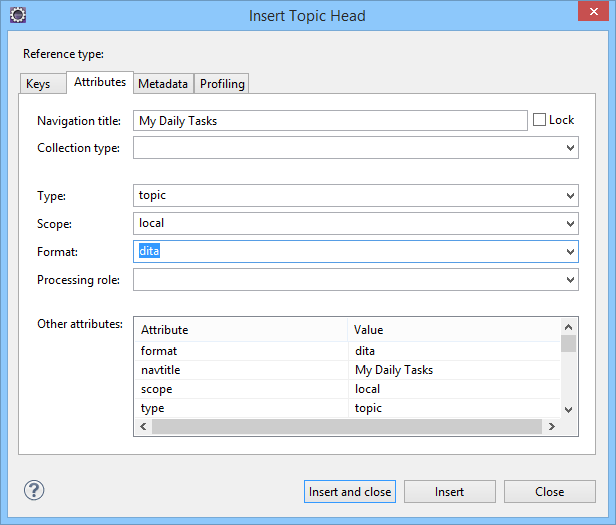 Insert Topic Head
Reference type:
Keys Attributes Metadata Profiling
Navigation title: My Daily Tasks Lock
Collection type:
Type: topic
Scope: local
Format: dita
Processing role:
Other attributes: Attribute Value
format dita
navtitle My Daily Tasks
scope local
type topic
Insert and close Insert Close